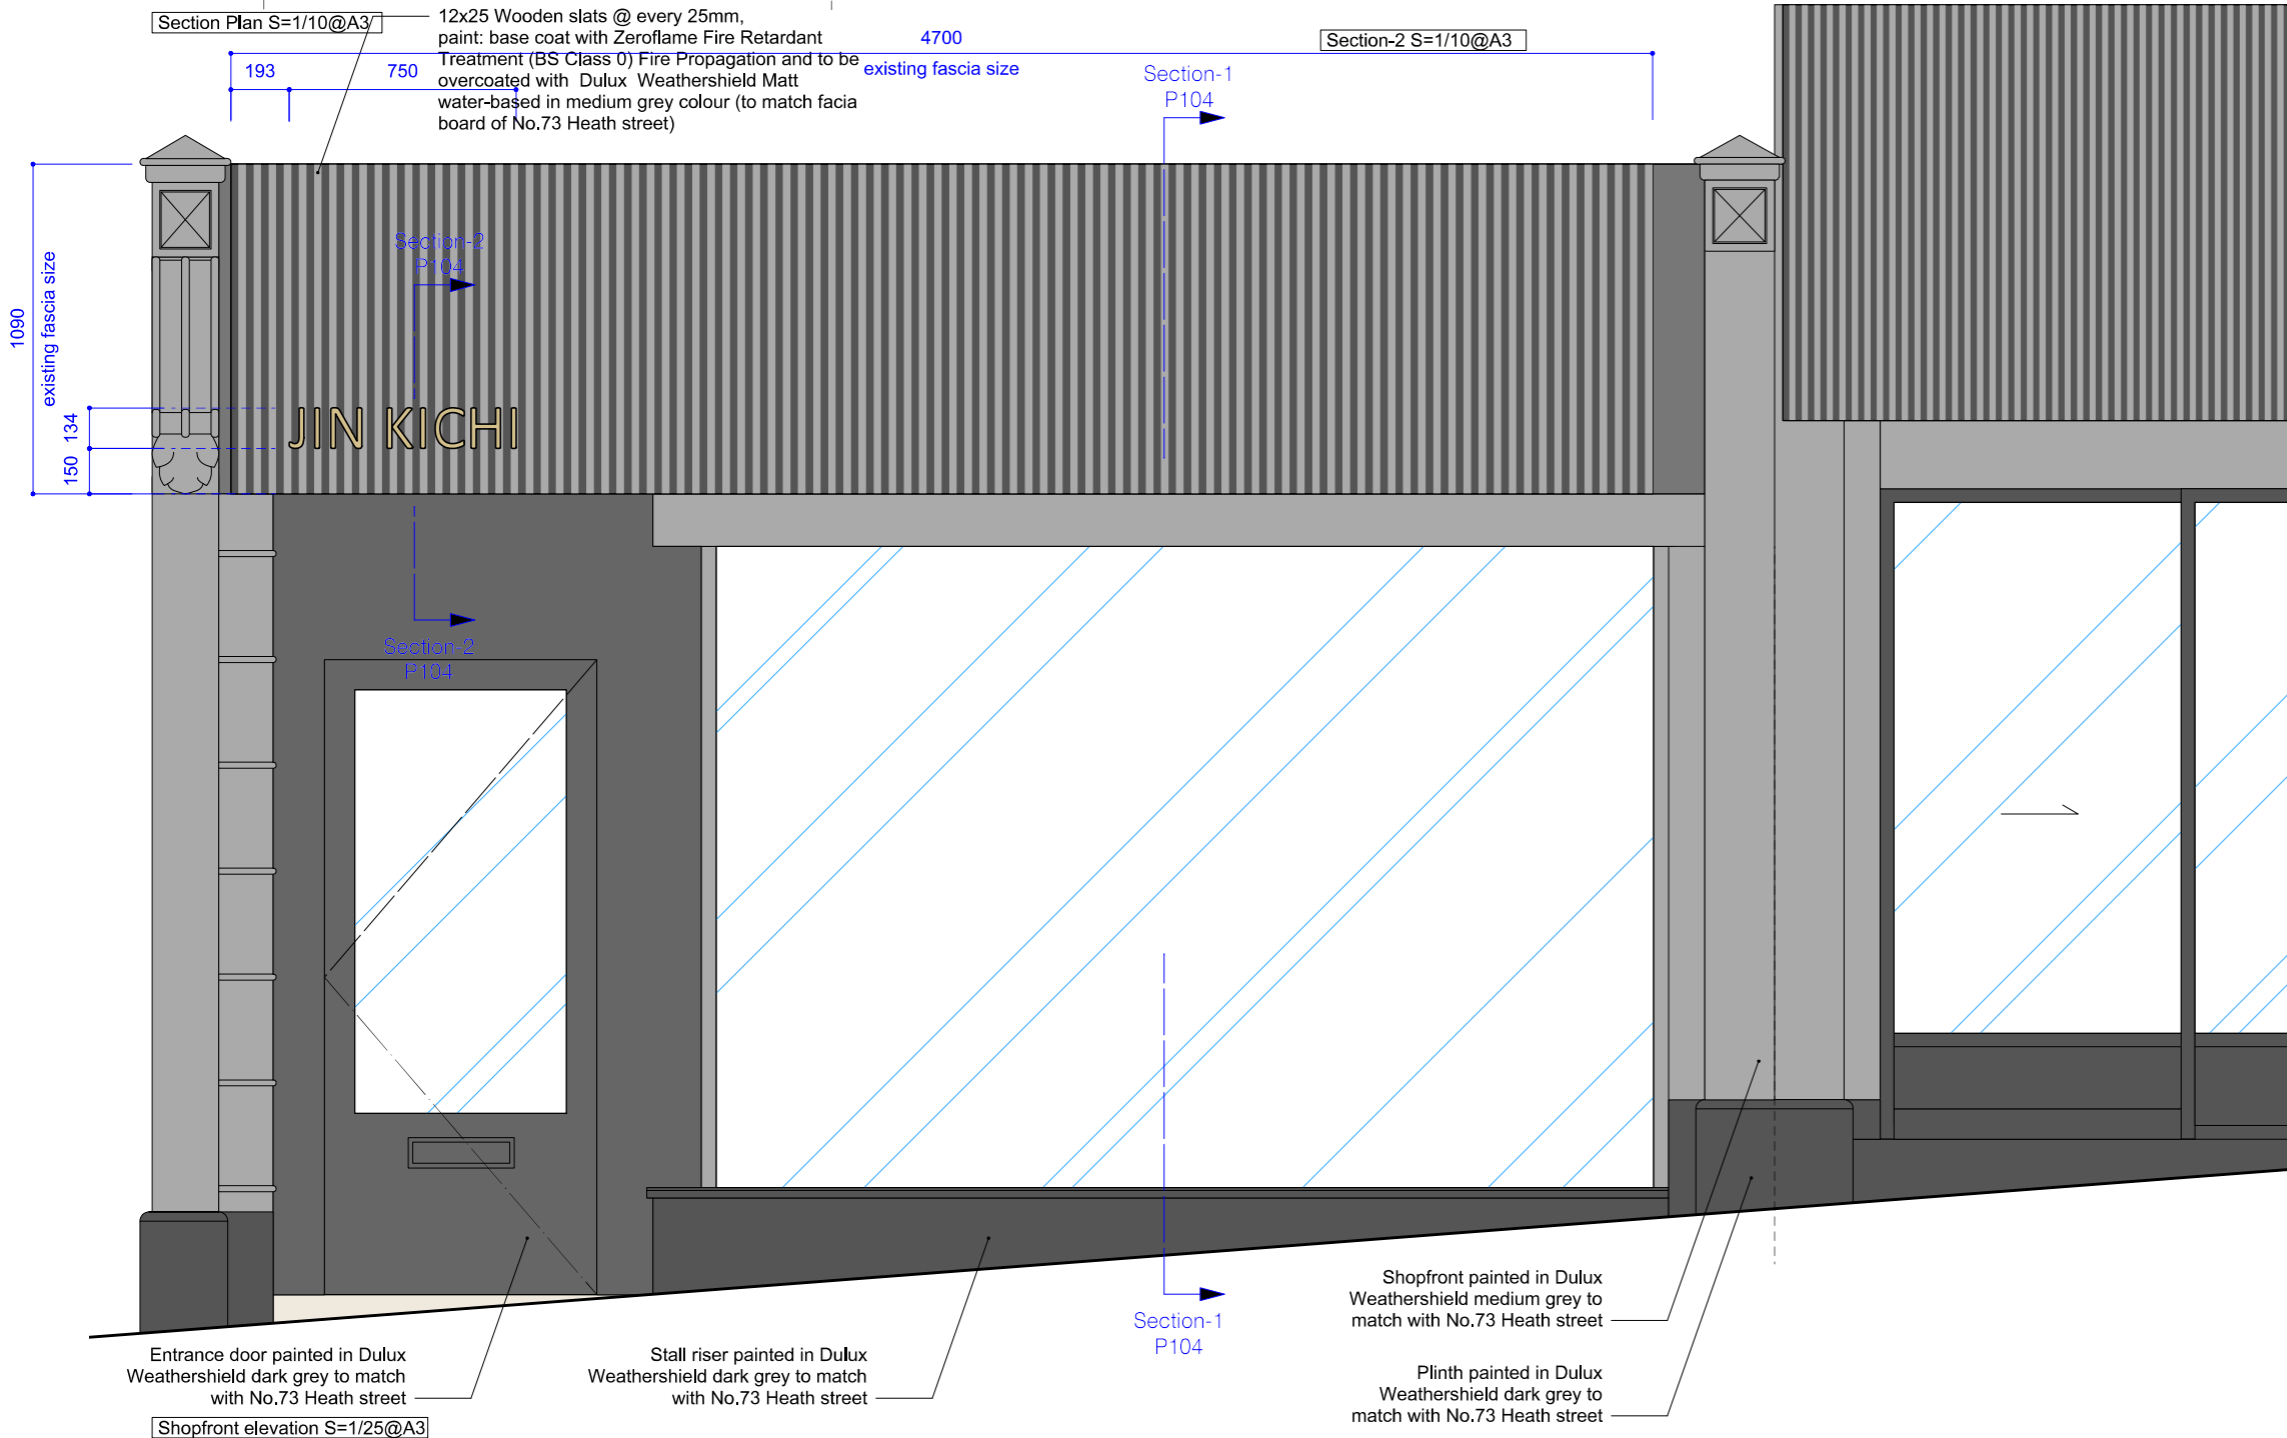 Section Plan S=1/10@A3
12x25 Wooden slats @ every 25mm,
paint: base coat with Zeroflame Fire Retardant
Treatment (BS Class 0) Fire Propagation and to be
overcoated with Dulux Weathershield Matt
water-based in medium grey colour (to match facia
board of No.73 Heath street)
4700
existing fascia size
Section-2 S=1/10@A3
193
750
Section-1
P104
1090
existing fascia size
134
150
Section-2
P104
JIN KICHI
Section-2
P104
Section-1
P104
Shopfront painted in Dulux
Weathershield medium grey to
match with No.73 Heath street
Plinth painted in Dulux
Weathershield dark grey to
match with No.73 Heath street
Entrance door painted in Dulux
Weathershield dark grey to match
with No.73 Heath street
Stall riser painted in Dulux
Weathershield dark grey to match
with No.73 Heath street
Shopfront elevation S=1/25@A3